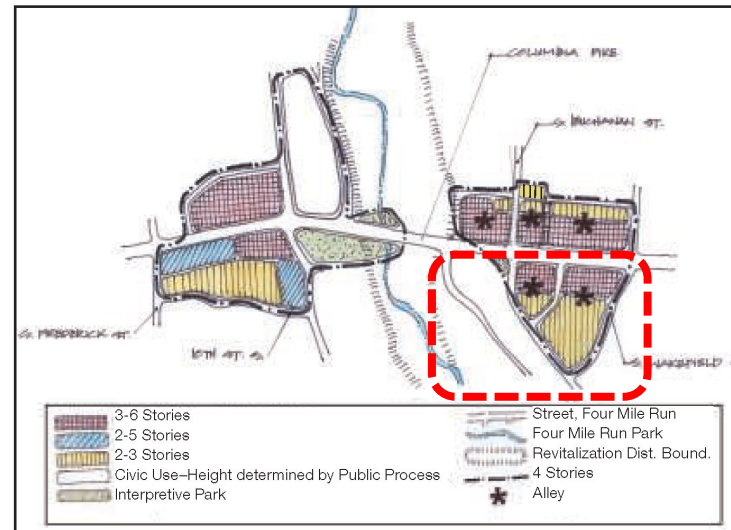 COLUMBIA PIKE
S. BUCHANAN ST.
S. FREDERICK ST.
16TH ST. S.
S. WAKEFIELD
3-6 Stories
2-5 Stories
2-3 Stories
Civic Use–Height determined by Public Process
Interpretive Park
Street, Four Mile Run
Four Mile Run Park
Revitalization Dist. Bound.
4 Stories
Alley